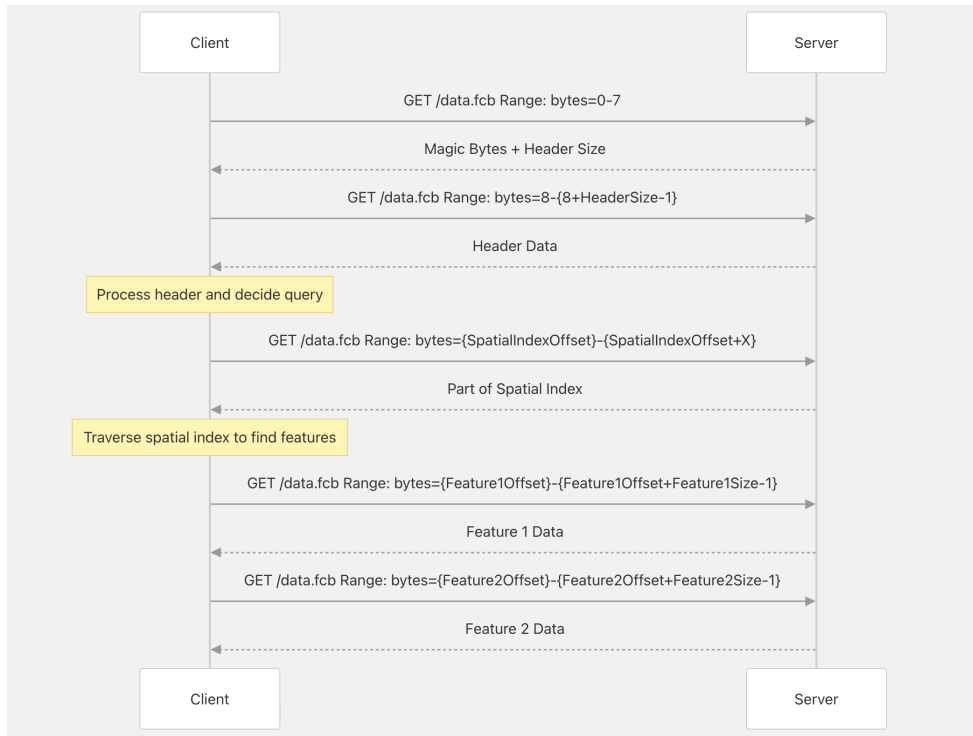 Client
Server
GET /data.fcb Range: bytes=0-7
Magic Bytes + Header Size
GET /data.fcb Range: bytes=8-{8+HeaderSize-1}
Header Data
Process header and decide query
GET /data.fcb Range: bytes={SpatialIndexOffset}-{SpatialIndexOffset+X}
Part of Spatial Index
Traverse spatial index to find features
GET /data.fcb Range: bytes={Feature1Offset}-{Feature1Offset+Feature1Size-1}
Feature 1 Data
GET /data.fcb Range: bytes={Feature2Offset}-{Feature2Offset+Feature2Size-1}
Feature 2 Data
Client
Server